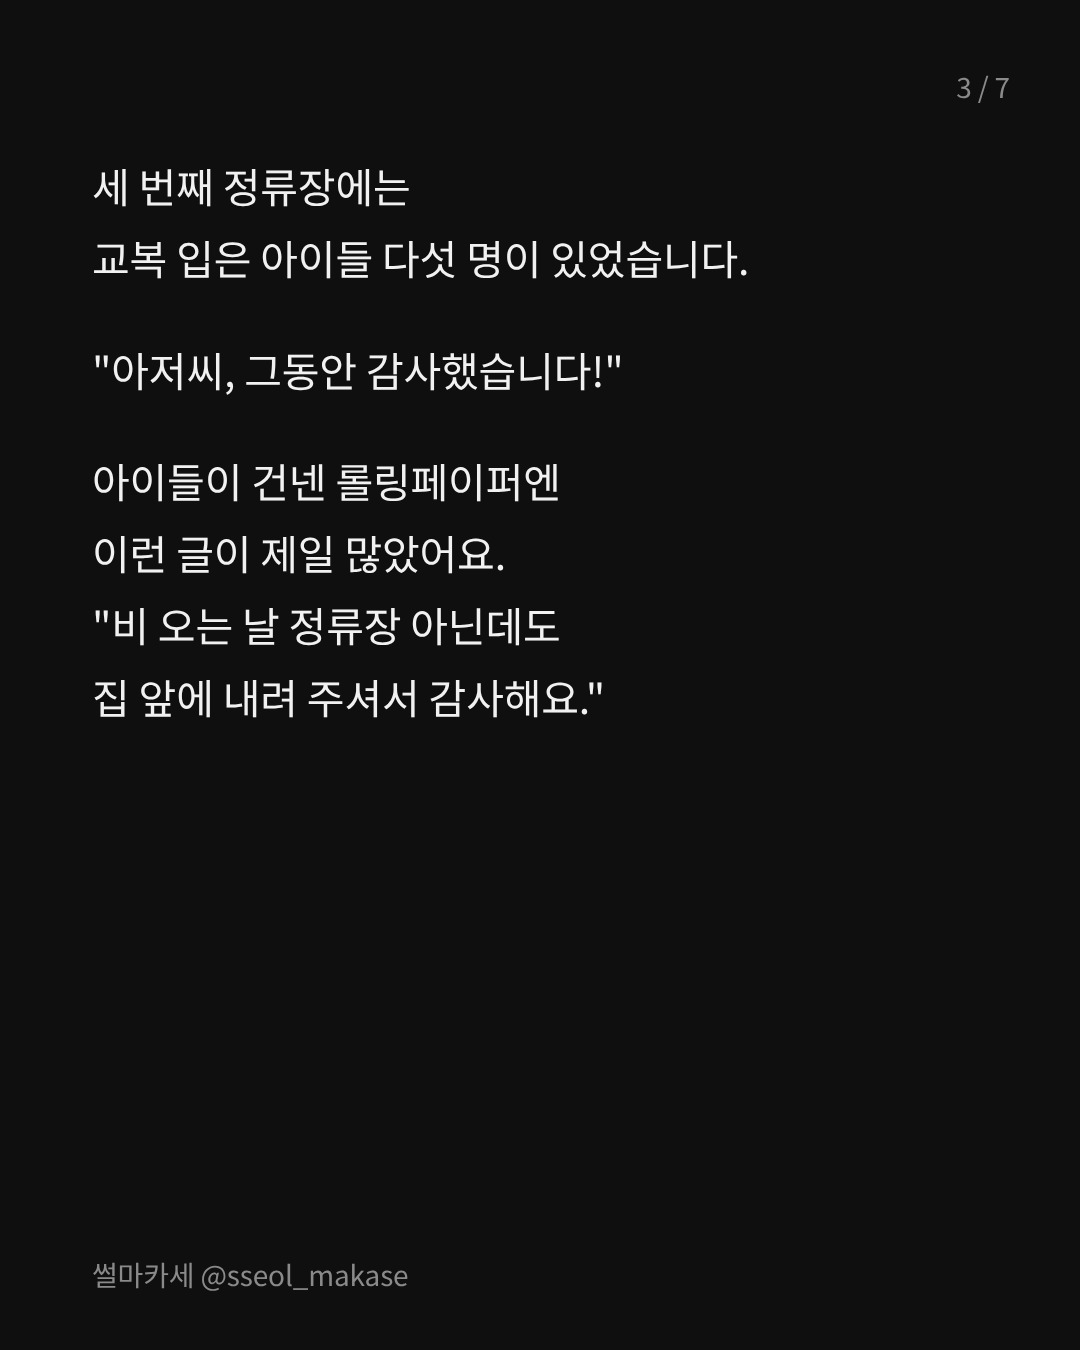 3 / 7
세 번째 정류장에는
교복 입은 아이들 다섯 명이 있었습니다.
"아저씨, 그동안 감사했습니다!"
아이들이 건넨 롤링페이퍼엔
이런 글이 제일 많았어요.
"비 오는 날 정류장 아닌데도
집 앞에 내려 주셔서 감사해요."
썰마카세 @sseol_makase